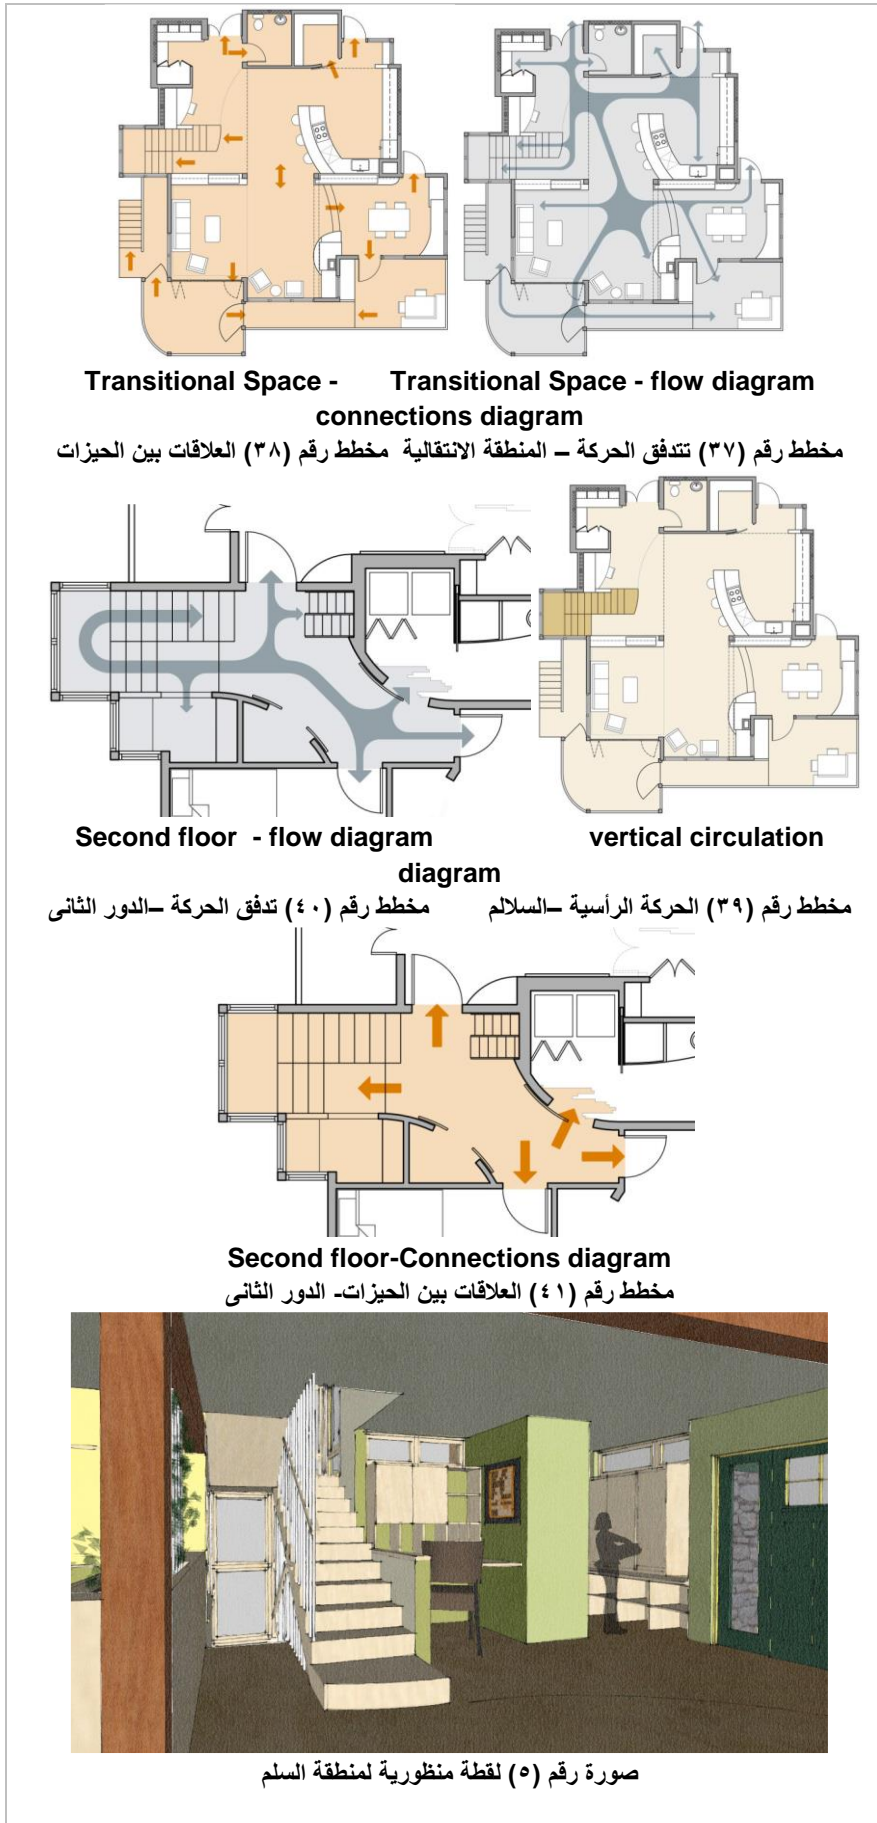 Transitional Space - Transitional Space - flow diagram
connections diagram
مخطط رقم (٣٧) تتدفق الحركة – المنطقة الانتقالية مخطط رقم (٣٨) العلاقات بين الحيزات
Second floor - flow diagram vertical circulation
diagram
مخطط رقم (٣٩) الحركة الرأسية –السلالم مخطط رقم (٤٠) تدفق الحركة –الدور الثانى
Second floor-Connections diagram
مخطط رقم (٤١) العلاقات بين الحيزات- الدور الثانى
صورة رقم (٥) لقطة منظورية لمنطقة السلم